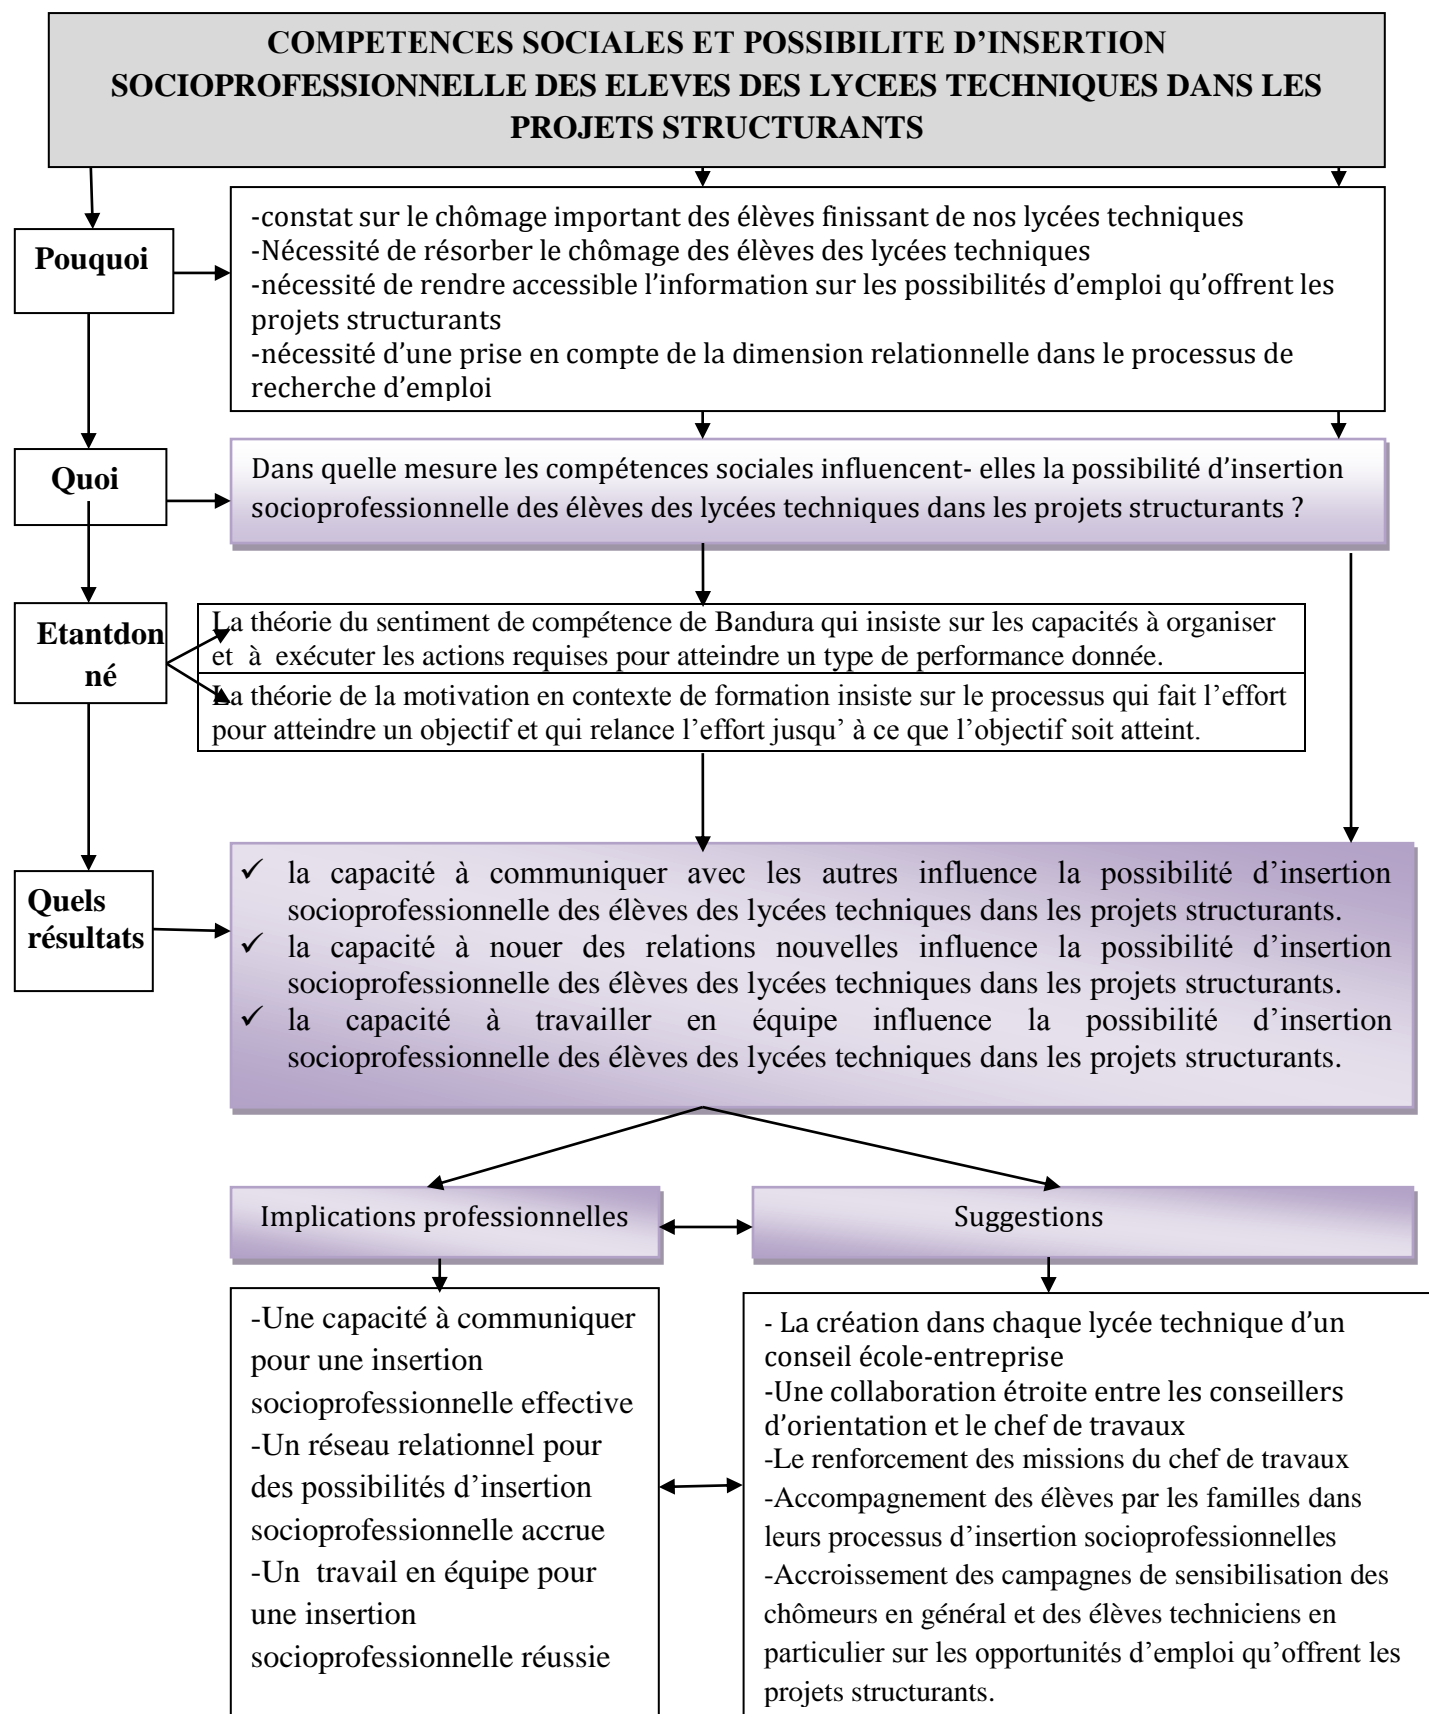 COMPETENCES SOCIALES ET POSSIBILITE D’INSERTION
SOCIOPROFESSIONNELLE DES ELEVES DES LYCEES TECHNIQUES DANS LES
PROJETS STRUCTURANTS
Pouquoi
-constat sur le chômage important des élèves finissant de nos lycées techniques
-Nécessité de résorber le chômage des élèves des lycées techniques
-nécessité de rendre accessible l’information sur les possibilités d’emploi qu’offrent les
projets structurants
-nécessité d’une prise en compte de la dimension relationnelle dans le processus de
recherche d’emploi
Quoi
Dans quelle mesure les compétences sociales influencent- elles la possibilité d’insertion
socioprofessionnelle des élèves des lycées techniques dans les projets structurants ?
Etantdon
né
La théorie du sentiment de compétence de Bandura qui insiste sur les capacités à organiser
et à exécuter les actions requises pour atteindre un type de performance donnée.
La théorie de la motivation en contexte de formation insiste sur le processus qui fait l’effort
pour atteindre un objectif et qui relance l’effort jusqu’ à ce que l’objectif soit atteint.
Quels
résultats
✓ la capacité à communiquer avec les autres influence la possibilité d’insertion
socioprofessionnelle des élèves des lycées techniques dans les projets structurants.
✓ la capacité à nouer des relations nouvelles influence la possibilité d’insertion
socioprofessionnelle des élèves des lycées techniques dans les projets structurants.
✓ la capacité à travailler en équipe influence la possibilité d’insertion
socioprofessionnelle des élèves des lycées techniques dans les projets structurants.
Implications professionnelles
Suggestions
-Une capacité à communiquer
pour une insertion
socioprofessionnelle effective
-Un réseau relationnel pour
des possibilités d’insertion
socioprofessionnelle accrue
-Un travail en équipe pour
une insertion
socioprofessionnelle réussie
- La création dans chaque lycée technique d’un
conseil école-entreprise
-Une collaboration étroite entre les conseillers
d’orientation et le chef de travaux
-Le renforcement des missions du chef de travaux
-Accompagnement des élèves par les familles dans
leurs processus d’insertion socioprofessionnelles
-Accroissement des campagnes de sensibilisation des
chômeurs en général et des élèves techniciens en
particulier sur les opportunités d’emploi qu’offrent les
projets structurants.